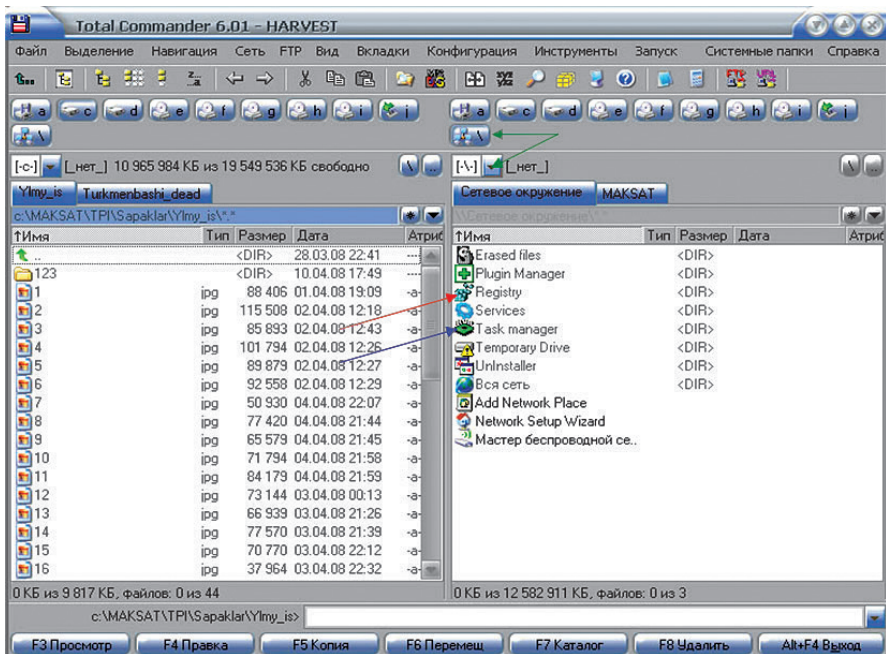 Total Commander 6.01 - HARVEST
Файл Выделение Навигация Сеть FTP Вид Вкладки Конфигурация Инструменты Запуск Системные папки Справка
a c d e f g h i j
\
a c d e f g h i j
\
[-c-] [_нет_] 10 965 984 КБ из 19 549 536 КБ свободно \ ..
[-\-] [_нет_] \ ..
Ylmy_is Turkmenbashi_dead
Сетевое окружение MAKSAT
c:\MAKSAT\TPI\Sapaklar\Ylmy_is\*.*
\\Сетевое окружение\*.*
↑Имя Тип Размер Дата Атриб
.. <DIR> 28.03.08 22:41 ----
123 <DIR> 10.04.08 17:49 ----
1 jpg 88 406 01.04.08 19:09 -a-
2 jpg 115 508 02.04.08 12:18 -a-
3 jpg 85 893 02.04.08 12:43 -a-
4 jpg 101 794 02.04.08 12:26 -a-
5 jpg 89 879 02.04.08 12:27 -a-
6 jpg 92 558 02.04.08 12:29 -a-
7 jpg 50 930 04.04.08 22:07 -a-
8 jpg 77 420 04.04.08 21:44 -a-
9 jpg 65 579 04.04.08 21:45 -a-
10 jpg 71 794 04.04.08 21:58 -a-
11 jpg 84 179 04.04.08 21:59 -a-
12 jpg 73 144 03.04.08 00:13 -a-
13 jpg 66 939 03.04.08 21:26 -a-
14 jpg 77 570 03.04.08 21:39 -a-
15 jpg 70 770 03.04.08 22:12 -a-
16 jpg 37 964 03.04.08 22:32 -a-
0 КБ из 9 817 КБ, файлов: 0 из 44
↑Имя Тип Размер Дата Атриб
Erased files <DIR>
Plugin Manager <DIR>
Registry <DIR>
Services <DIR>
Task manager <DIR>
Temporary Drive <DIR>
UnInstaller <DIR>
Вся сеть <DIR>
Add Network Place
Network Setup Wizard
Мастер беспроводной се..
0 КБ из 12 582 911 КБ, файлов: 0 из 3
c:\MAKSAT\TPI\Sapaklar\Ylmy_is>
F3 Просмотр F4 Правка F5 Копия F6 Перемещ F7 Каталог F8 Удалить Alt+F4 Выход